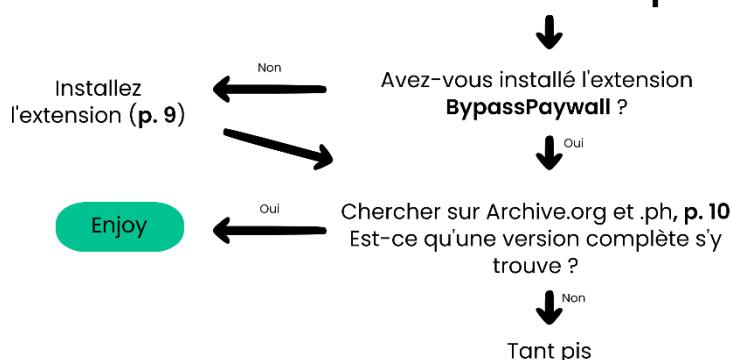 Avez-vous installé l'extension
BypassPaywall ?
Non
Installez
l'extension (p. 9)
Oui
Chercher sur Archive.org et .ph, p. 10
Est-ce qu'une version complète s'y
trouve ?
Oui
Enjoy
Non
Tant pis